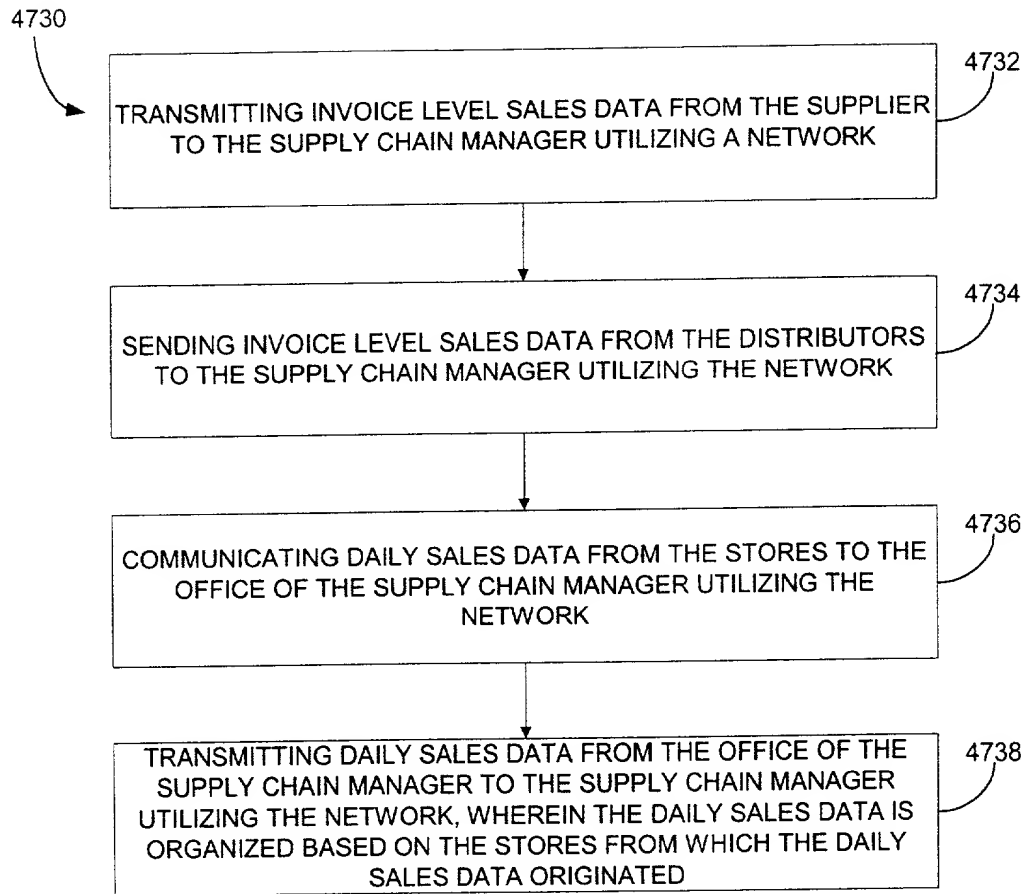 4730
4732
TRANSMITTING INVOICE LEVEL SALES DATA FROM THE SUPPLIER
TO THE SUPPLY CHAIN MANAGER UTILIZING A NETWORK
4734
SENDING INVOICE LEVEL SALES DATA FROM THE DISTRIBUTORS
TO THE SUPPLY CHAIN MANAGER UTILIZING THE NETWORK
4736
COMMUNICATING DAILY SALES DATA FROM THE STORES TO THE
OFFICE OF THE SUPPLY CHAIN MANAGER UTILIZING THE
NETWORK
4738
TRANSMITTING DAILY SALES DATA FROM THE OFFICE OF THE
SUPPLY CHAIN MANAGER TO THE SUPPLY CHAIN MANAGER
UTILIZING THE NETWORK, WHEREIN THE DAILY SALES DATA IS
ORGANIZED BASED ON THE STORES FROM WHICH THE DAILY
SALES DATA ORIGINATED